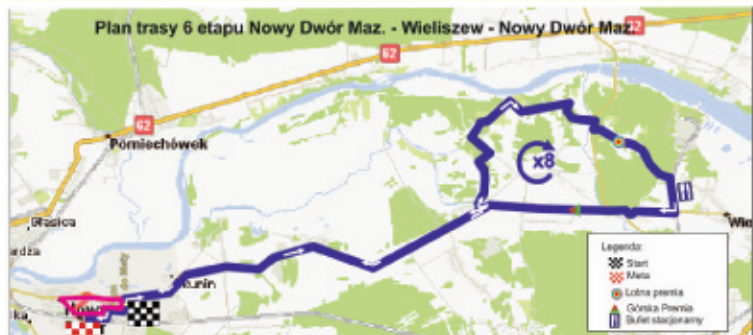 Plan trasy 6 etapu Nowy Dwór Maz. - Wieliszew - Nowy Dwór Maz.
62
62
62
Pomiechówek
x8
Wie
Legenda:
Start
Meta
Lotna premia
Górska Premia
Bufet stacjonarny